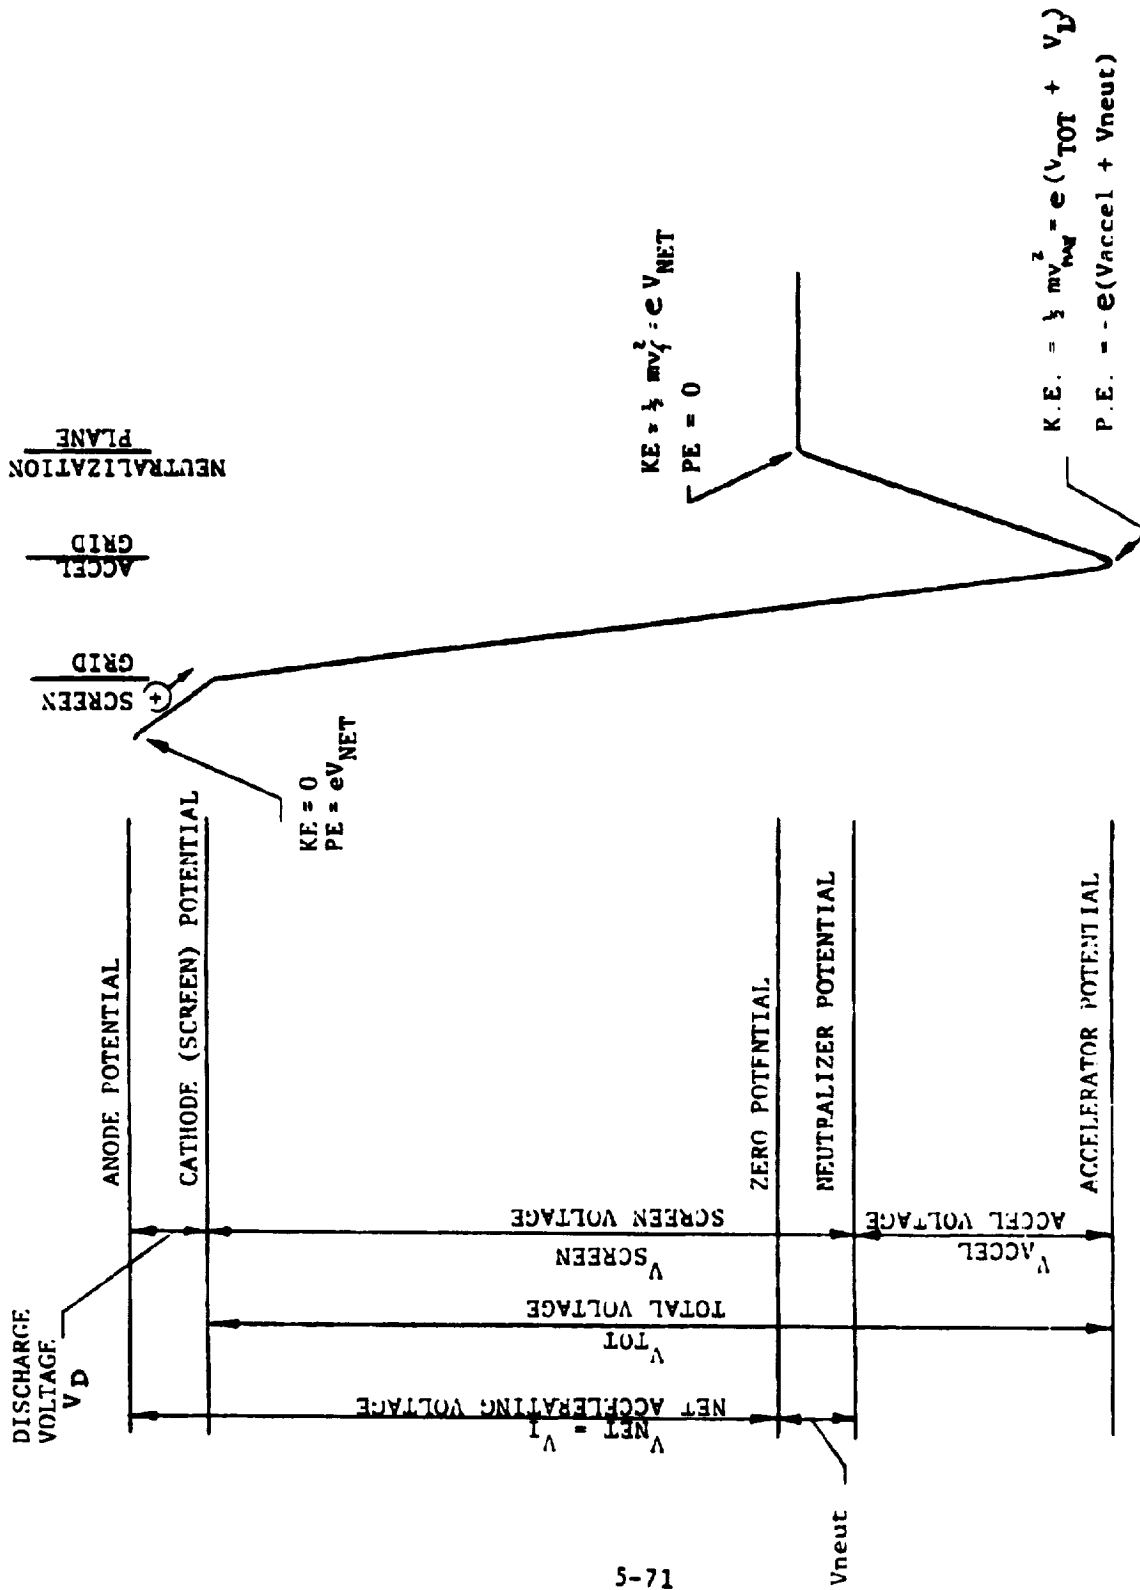 DISCHARGE
VOLTAGE
V_D
ANODE POTENTIAL
CATHODE (SCREEN) POTENTIAL
ZERO POTENTIAL
NEUTRALIZER POTENTIAL
ACCELERATOR POTENTIAL
V_NET = V_I
NET ACCELERATING VOLTAGE
V_TOT
TOTAL VOLTAGE
V_SCREEN
SCREEN VOLTAGE
V_ACCEL
ACCEL VOLTAGE
Vneut
SCREEN
GRID
ACCEL
GRID
NEUTRALIZATION
PLANE
+
KE = 0
PE = eV_NET
KE = ½ mv_f² = eV_NET
PE = 0
K.E. = ½ mv_max² = e(V_TOT + V_D)
P.E. = - e(Vaccel + Vneut)
5-71